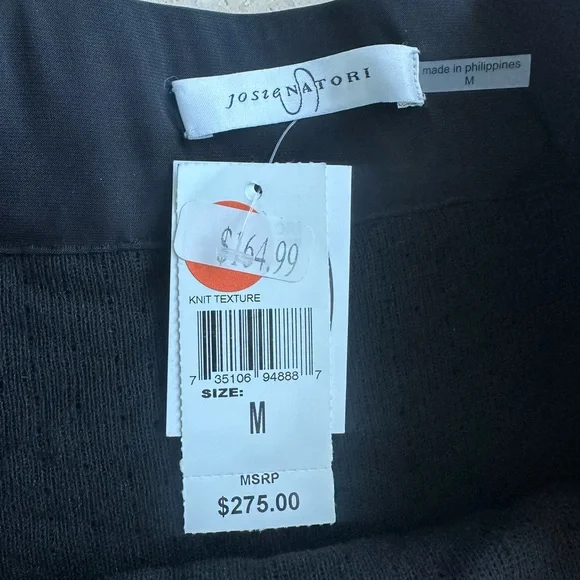 josie NATORI
made in philippines
M
$164.99
KNIT TEXTURE
7 35106 94888 7
SIZE:
M
MSRP
$275.00